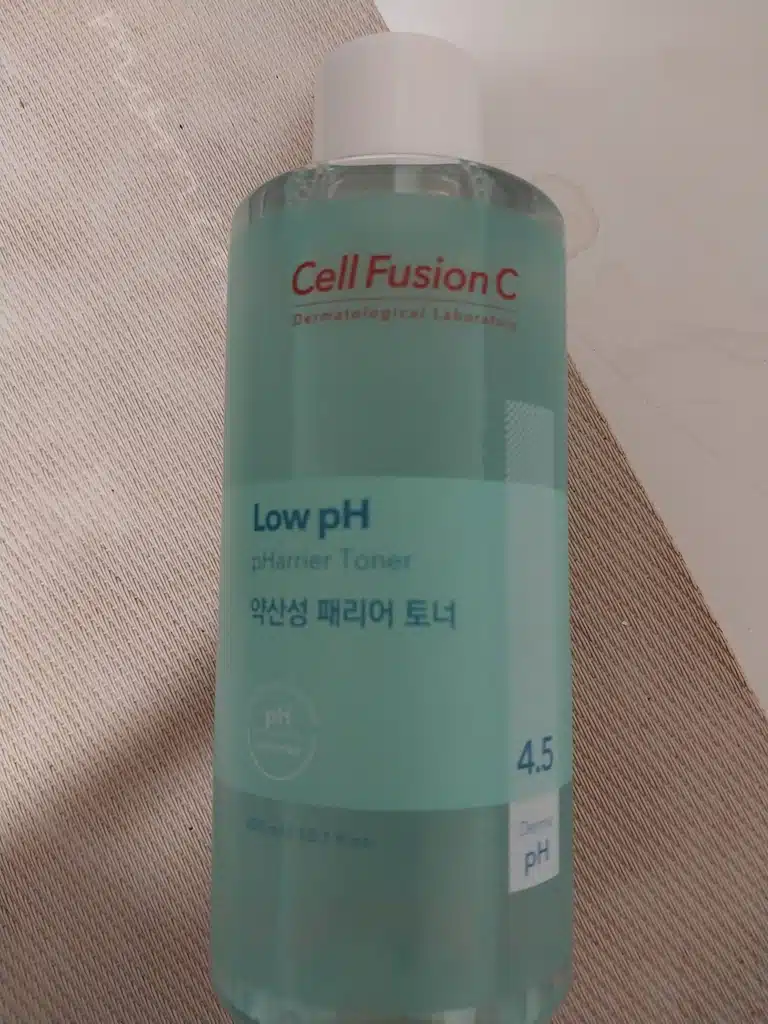 Cell Fusion C
Dermatological Laboratory
Low pH
pHarrier Toner
약산성 패리어 토너
pH
4.5
Derma
pH